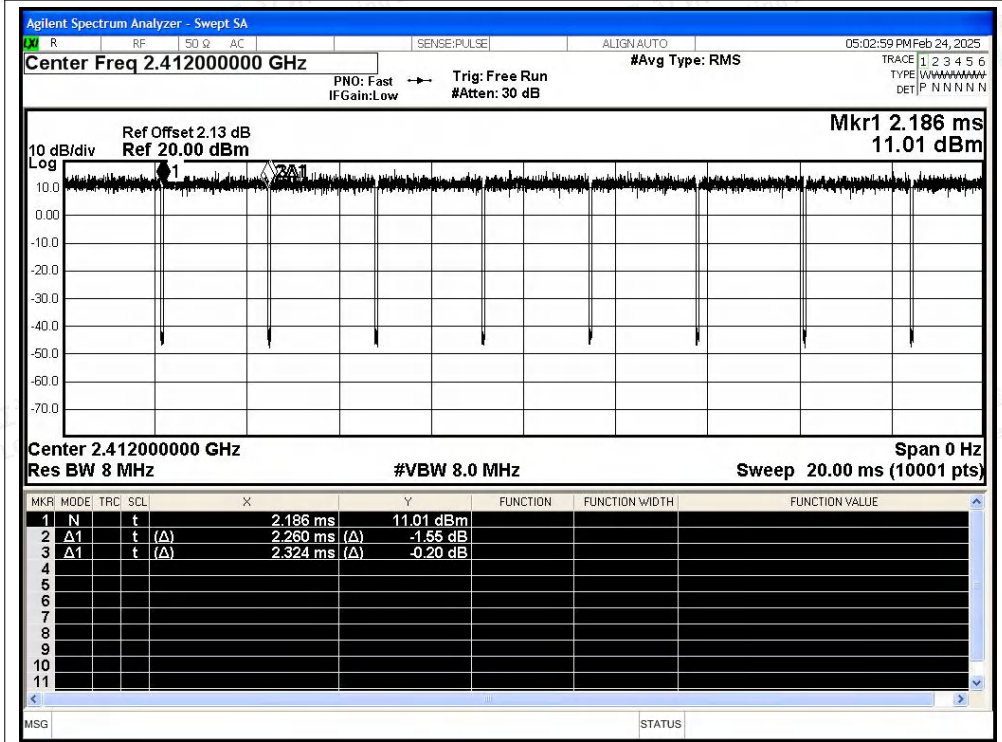 Agilent Spectrum Analyzer - Swept SA
LXI R RF 50 Ω AC SENSE:PULSE ALIGN AUTO 05:02:59 PM Feb 24, 2025
Center Freq 2.412000000 GHz #Avg Type: RMS TRACE 1 2 3 4 5 6
PNO: Fast Trig: Free Run TYPE WWWWWW
IFGain:Low #Atten: 30 dB DET P N N N N N
Mkr1 2.186 ms
Ref Offset 2.13 dB
10 dB/div Ref 20.00 dBm 11.01 dBm
Log
1
3Δ1
10.0
0.00
-10.0
-20.0
-30.0
-40.0
-50.0
-60.0
-70.0
Center 2.412000000 GHz Span 0 Hz
Res BW 8 MHz #VBW 8.0 MHz Sweep 20.00 ms (10001 pts)
MKR MODE TRC SCL X Y FUNCTION FUNCTION WIDTH FUNCTION VALUE
1 N t 2.186 ms 11.01 dBm
2 Δ1 t (Δ) 2.260 ms (Δ) -1.55 dB
3 Δ1 t (Δ) 2.324 ms (Δ) -0.20 dB
4
5
6
7
8
9
10
11
MSG STATUS